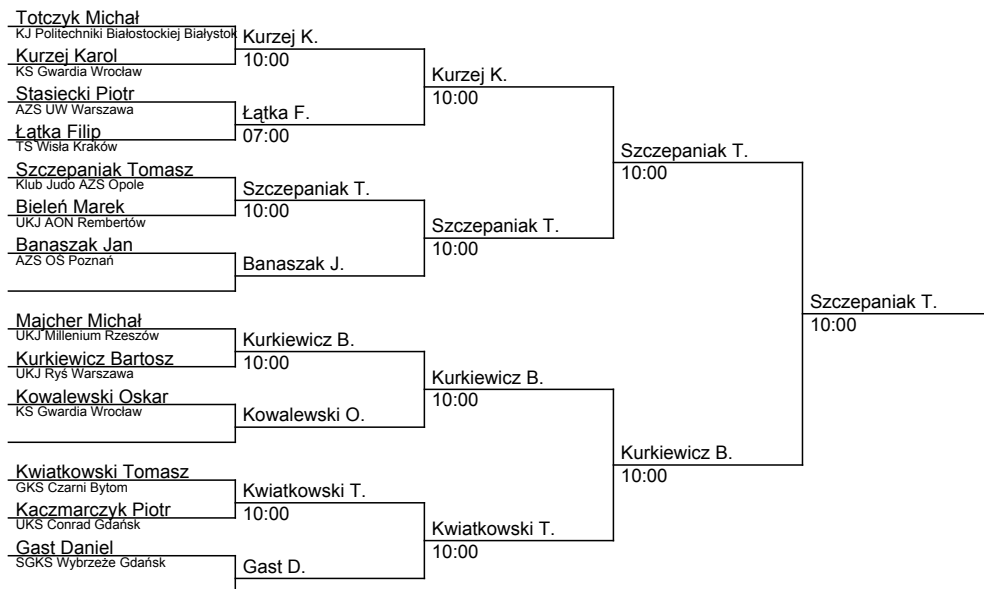 Totczyk Michał
KJ Politechniki Białostockiej Białystok
Kurzej Karol
KS Gwardia Wrocław
Stasiecki Piotr
AZS UW Warszawa
Łątka Filip
TS Wisła Kraków
Szczepaniak Tomasz
Klub Judo AZS Opole
Bieleń Marek
UKJ AON Rembertów
Banaszak Jan
AZS OŚ Poznań
Majcher Michał
UKJ Millenium Rzeszów
Kurkiewicz Bartosz
UKJ Ryś Warszawa
Kowalewski Oskar
KS Gwardia Wrocław
Kwiatkowski Tomasz
GKS Czarni Bytom
Kaczmarczyk Piotr
UKS Conrad Gdańsk
Gast Daniel
SGKS Wybrzeże Gdańsk
Kurzej K.
10:00
Łątka F.
07:00
Szczepaniak T.
10:00
Banaszak J.
Kurkiewicz B.
10:00
Kowalewski O.
Kwiatkowski T.
10:00
Gast D.
Kurzej K.
10:00
Szczepaniak T.
10:00
Kurkiewicz B.
10:00
Kwiatkowski T.
10:00
Szczepaniak T.
10:00
Kurkiewicz B.
10:00
Szczepaniak T.
10:00